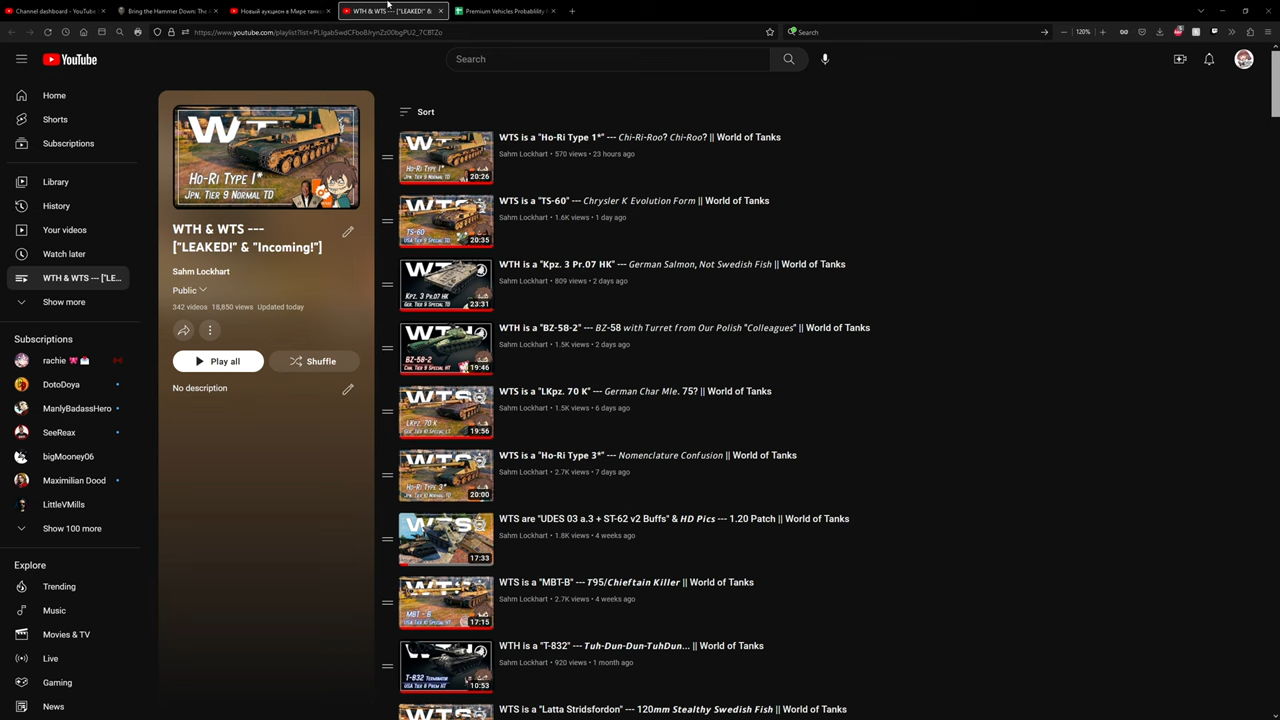 Channel dashboard - YouTube
Bring the Hammer Down: The
Новый аукцион в Мире танков
WTH & WTS --- ["LEAKED!" &
Premium Vehicles Probablility
120%
Search
YouTube
Search
Home
Shorts
Subscriptions
Library
History
Your videos
Watch later
WTH & WTS --- ["LE...
Show more
Subscriptions
rachie
DotoDoya
ManlyBadassHero
SeeReax
bigMooney06
Maximilian Dood
LittleVMills
Show 100 more
Explore
Trending
Music
Movies & TV
Live
Gaming
News
WTS
Ho-Ri Type 1*
Jpn. Tier 9 Normal TD
WTH & WTS ---
["LEAKED!" & "Incoming!"]
Sahm Lockhart
Public
342 videos 18,850 views Updated today
Play all
Shuffle
No description
Sort
20:26
WTS is a "Ho-Ri Type 1*" --- Chi-Ri-Roo? Chi-Roo? || World of Tanks
Sahm Lockhart • 570 views • 23 hours ago
20:35
WTS is a "TS-60" --- Chrysler K Evolution Form || World of Tanks
Sahm Lockhart • 1.6K views • 1 day ago
23:31
WTH is a "Kpz. 3 Pr.07 HK" --- German Salmon, Not Swedish Fish || World of Tanks
Sahm Lockhart • 809 views • 2 days ago
19:46
WTH is a "BZ-58-2" --- BZ-58 with Turret from Our Polish "Colleagues" || World of Tanks
Sahm Lockhart • 1.5K views • 2 days ago
19:56
WTS is a "LKpz. 70 K" --- German Char Mle. 75? || World of Tanks
Sahm Lockhart • 1.5K views • 6 days ago
20:00
WTS is a "Ho-Ri Type 3*" --- Nomenclature Confusion || World of Tanks
Sahm Lockhart • 2.7K views • 7 days ago
17:33
WTS are "UDES 03 a.3 + ST-62 v2 Buffs" & HD Pics --- 1.20 Patch || World of Tanks
Sahm Lockhart • 1.8K views • 4 weeks ago
17:15
WTS is a "MBT-B" --- T95/Chieftain Killer || World of Tanks
Sahm Lockhart • 2.7K views • 4 weeks ago
10:53
WTH is a "T-832" --- Tuh-Dun-Dun-TuhDun... || World of Tanks
Sahm Lockhart • 920 views • 1 month ago
WTS is a "Latta Stridsfordon" --- 120mm Stealthy Swedish Fish || World of Tanks